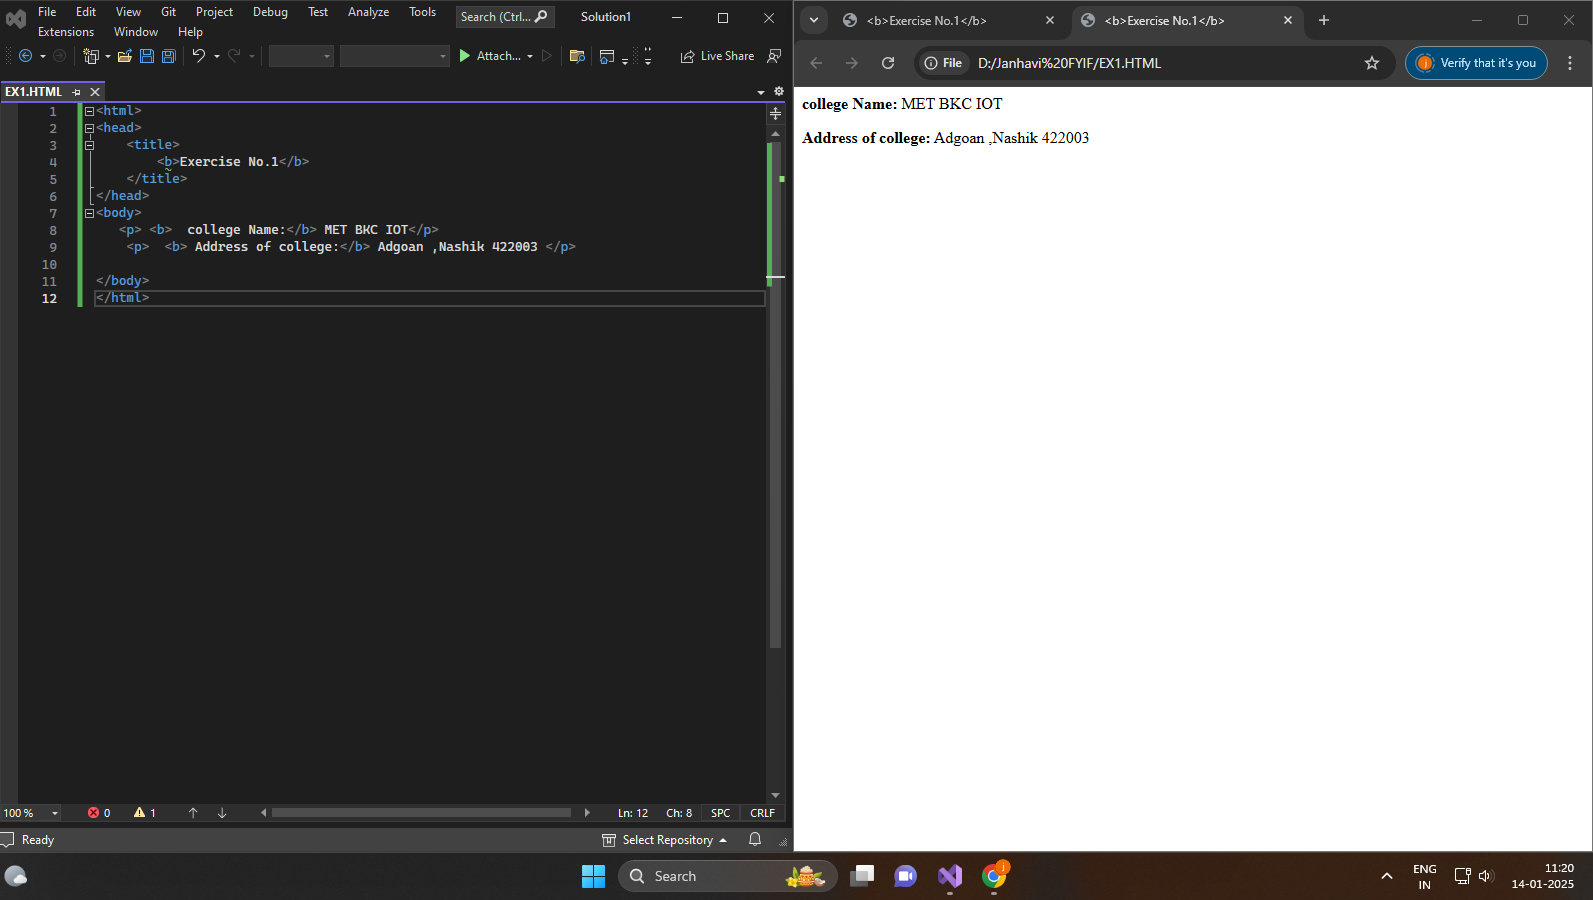 File Edit View Git Project Debug Test Analyze Tools Search (Ctrl... Solution1
Extensions Window Help
Attach... Live Share
EX1.HTML
1 <html>
2 <head>
3 <title>
4 <b>Exercise No.1</b>
5 </title>
6 </head>
7 <body>
8 <p> <b>  college Name:</b> MET BKC IOT</p>
9 <p>  <b> Address of college:</b> Adgoan ,Nashik 422003 </p>
10
11 </body>
12 </html>
100 % 0 1 Ln: 12 Ch: 8 SPC CRLF
Ready Select Repository
<b>Exercise No.1</b> <b>Exercise No.1</b>
File D:/Janhavi%20FYIF/EX1.HTML Verify that it's you
college Name: MET BKC IOT
Address of college: Adgoan ,Nashik 422003
Search
ENG
IN
11:20
14-01-2025